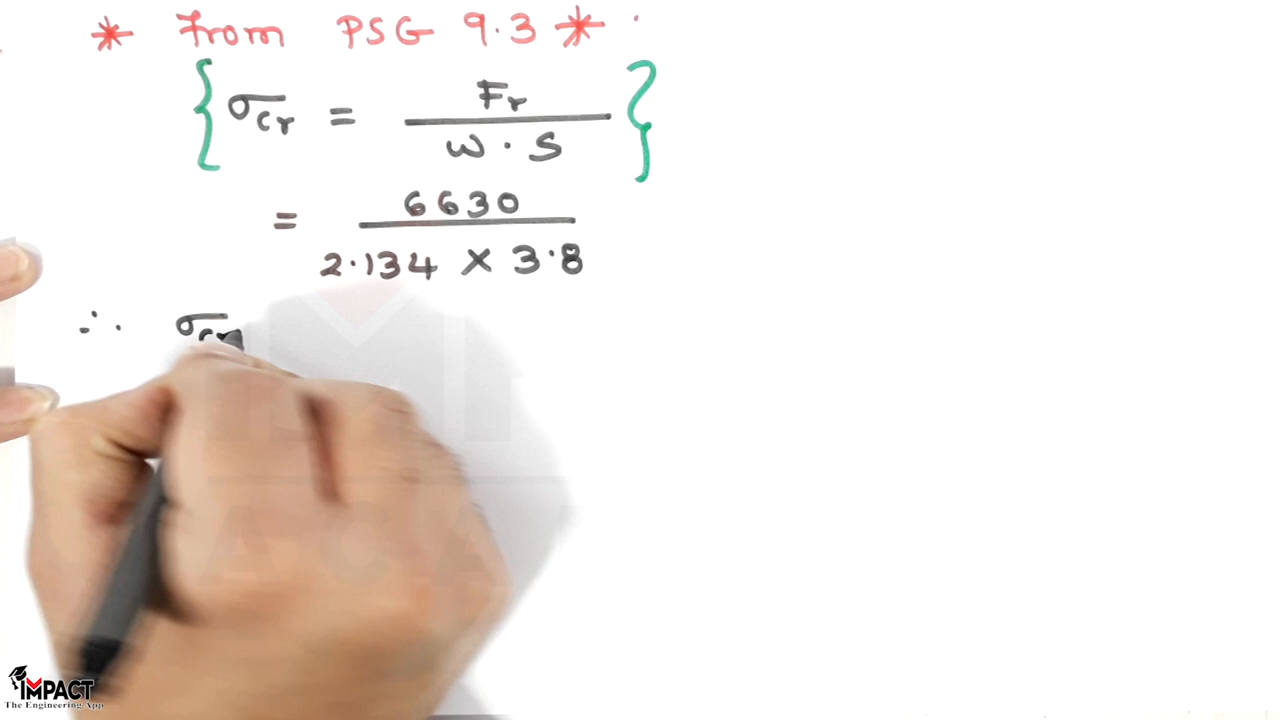 * From PSG 9.3 *
{ σcr = Fr / w · s }
= 6630 / 2.134 × 3.8
∴ σcr
IMPACT
The Engineering App